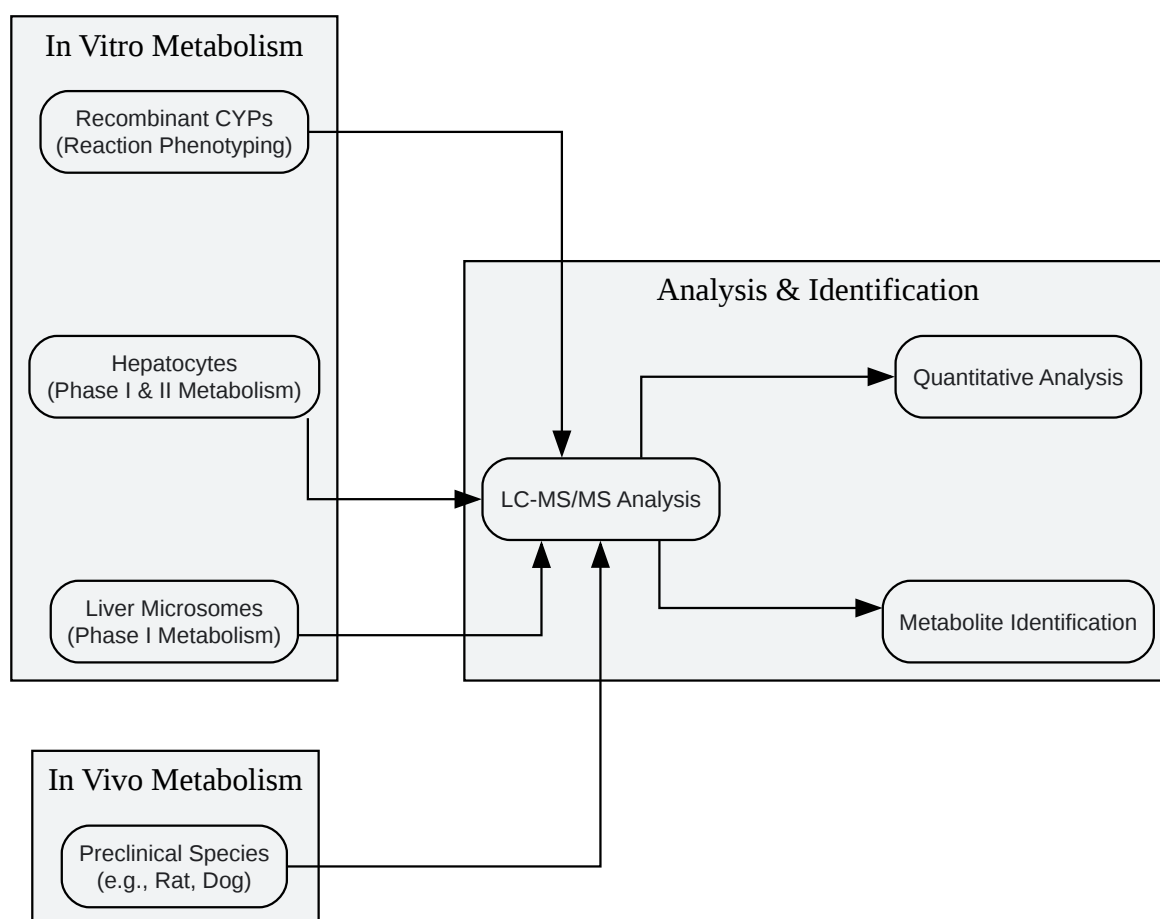 In Vitro Metabolism
Recombinant CYPs
(Reaction Phenotyping)
Hepatocytes
(Phase I & II Metabolism)
Liver Microsomes
(Phase I Metabolism)
Analysis & Identification
Quantitative Analysis
LC-MS/MS Analysis
Metabolite Identification
In Vivo Metabolism
Preclinical Species
(e.g., Rat, Dog)